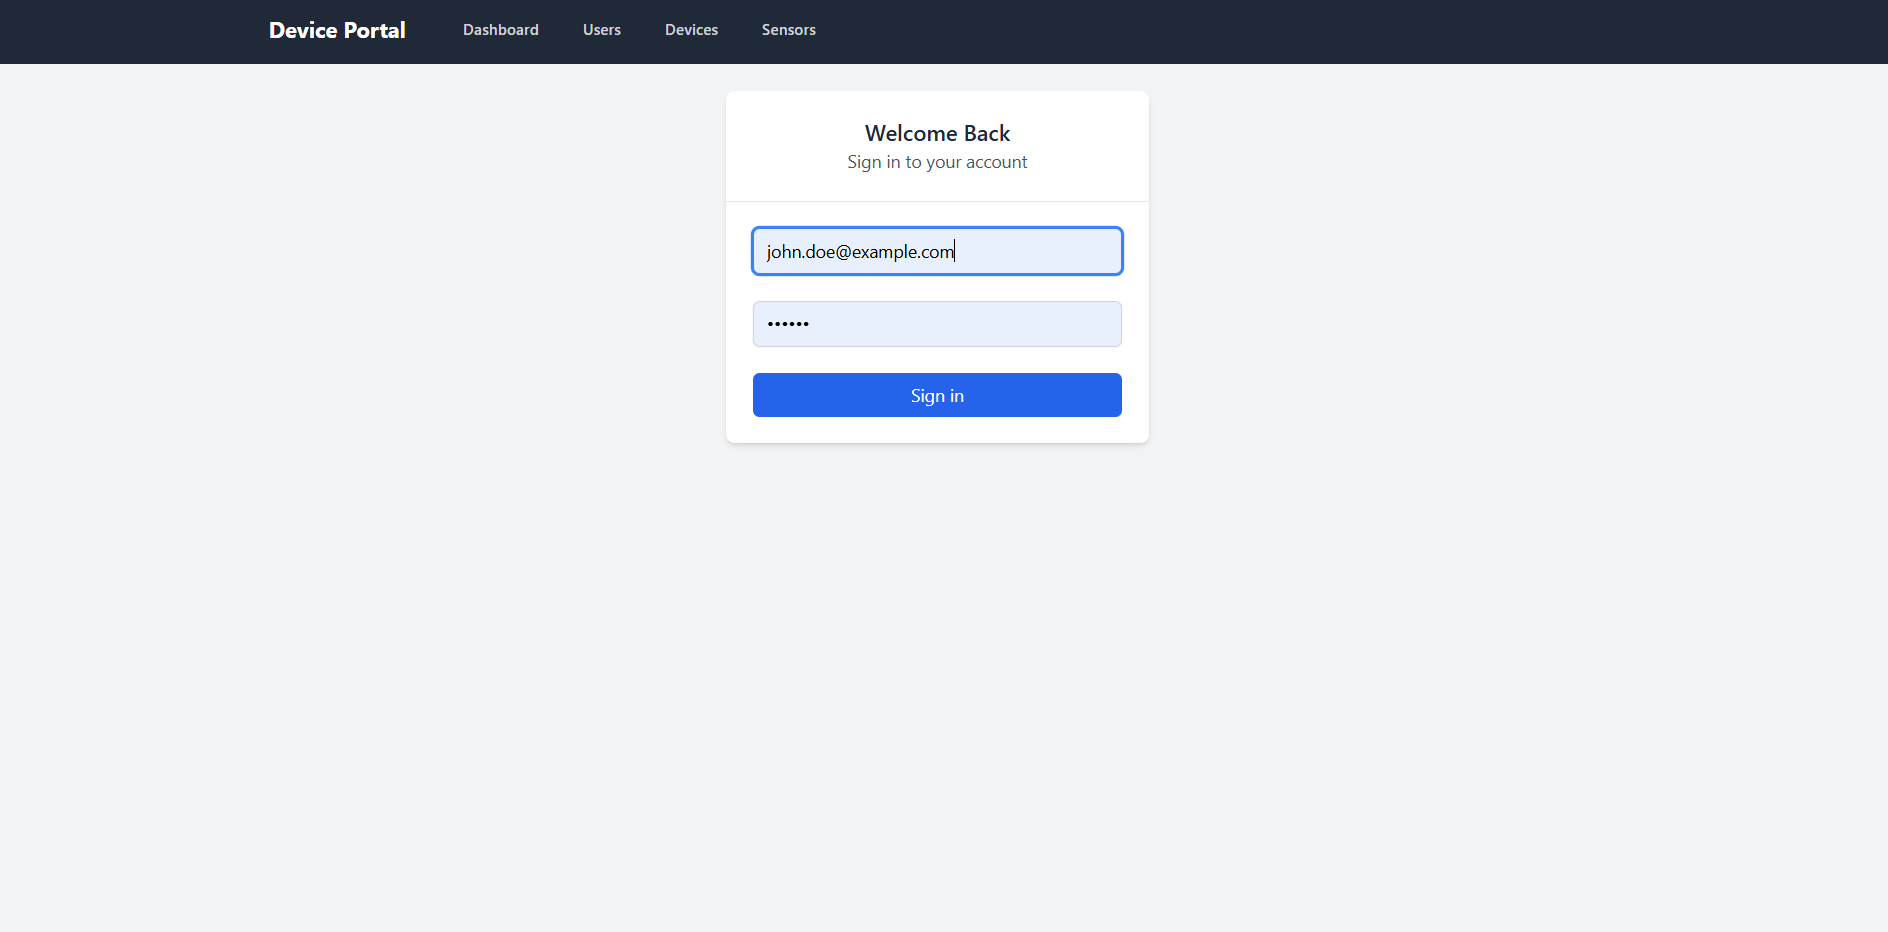 Device Portal Dashboard Users Devices Sensors
Welcome Back
Sign in to your account
john.doe@example.com
••••••
Sign in